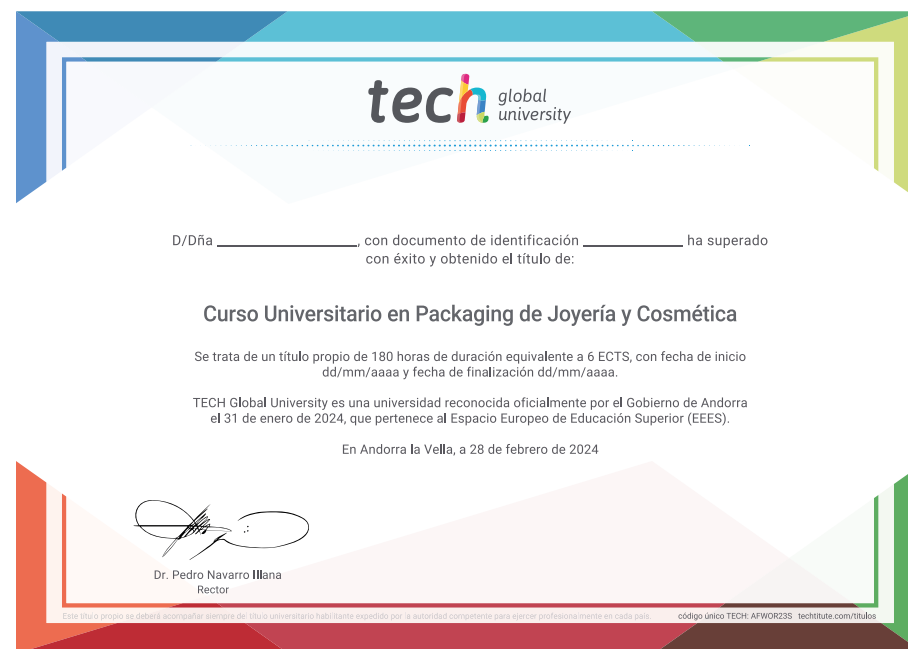 tech global university
D/Dña ____________, con documento de identificación ____________ ha superado
con éxito y obtenido el título de:
Curso Universitario en Packaging de Joyería y Cosmética
Se trata de un título propio de 180 horas de duración equivalente a 6 ECTS, con fecha de inicio
dd/mm/aaaa y fecha de finalización dd/mm/aaaa.
TECH Global University es una universidad reconocida oficialmente por el Gobierno de Andorra
el 31 de enero de 2024, que pertenece al Espacio Europeo de Educación Superior (EEES).
En Andorra la Vella, a 28 de febrero de 2024
Dr. Pedro Navarro Illana
Rector
Este título propio se deberá acompañar siempre del título universitario habilitante expedido por la autoridad competente para ejercer profesionalmente en cada país. código único TECH: AFWOR23S techtitute.com/titulos